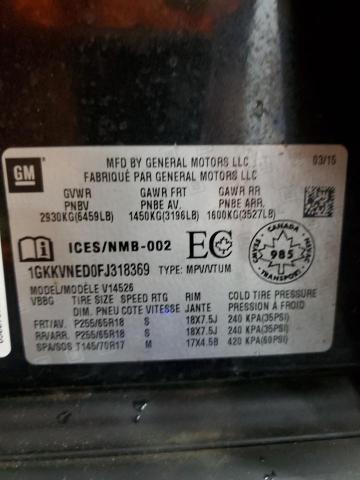 GM
MFD BY GENERAL MOTORS LLC 03/15
FABRIQUÉ PAR GENERAL MOTORS LLC
GVWR GAWR FRT GAWR RR
PNBV PNBE AV. PNBE ARR.
2930KG(6459LB) 1450KG(3196LB) 1600KG(3527LB)
ICES/NMB-002 EC
CANADA
985
TRANSPORT
1GKKVNED0FJ318369 TYPE: MPV/VTUM
MODEL/MODÈLE V14526
VBBG TIRE SIZE SPEED RTG RIM COLD TIRE PRESSURE
DIM. PNEU COTE VITESSE JANTE PRESSION A FROID
FRT/AV. P255/65R18 S 18X7.5J 240 KPA(35PSI)
RR/ARR. P255/65R18 S 18X7.5J 240 KPA(35PSI)
SPA/SOS T145/70R17 M 17X4.5B 420 KPA(60PSI)